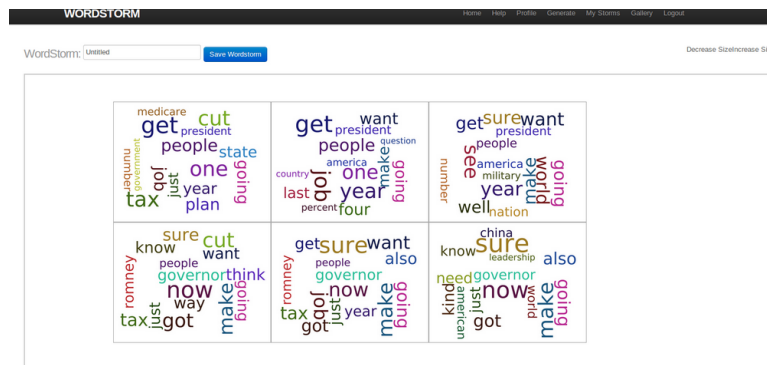 WORDSTORM Home Help Profile Generate My Storms Gallery Logout
WordStorm: Untitled Save Wordstorm Decrease SizeIncrease Si
medicare
get cut
president
people
state
government
number
job
just
one
going
year
tax
plan
get want
president
people question
america
country
job
one
make
going
last
year
percent four
get sure want
president
people
see
america
number
military
make
world
going
year
well
nation
sure cut
know
want
people
governor think
romney
now
way
make
going
tax
just
got
get sure want
also
people
governor
romney
now
job
just
make
going
tax
year
got
china
sure
know
leadership
also
need governor
kind
american
just
now
world
make
going
got